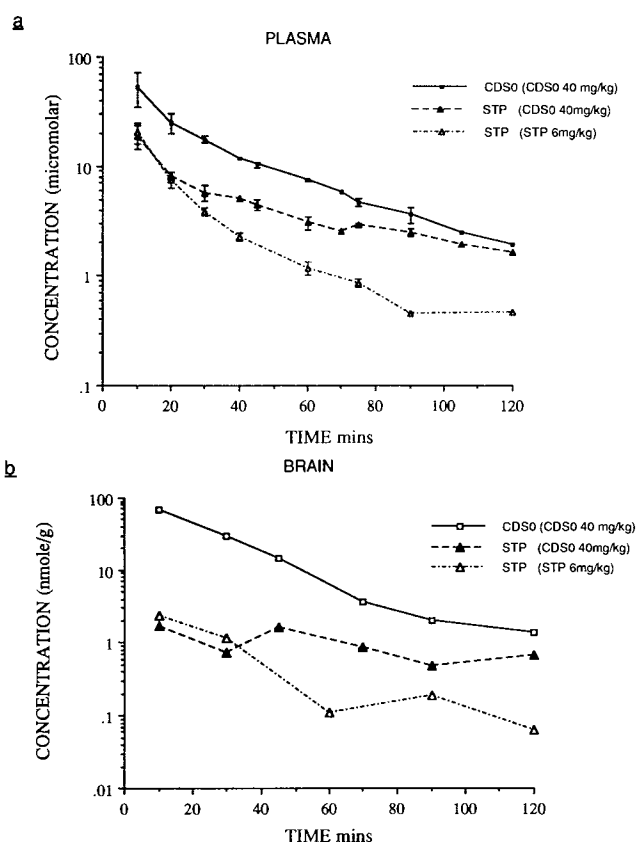 a
PLASMA
100
10
1
.1
CONCENTRATION (micromolar)
CDS0 (CDS0 40 mg/kg)
STP (CDS0 40mg/kg)
STP (STP 6mg/kg)
0 20 40 60 80 100 120
TIME mins
b
BRAIN
100
10
1
.1
.01
CONCENTRATION (nmole/g)
CDS0 (CDS0 40 mg/kg)
STP (CDS0 40mg/kg)
STP (STP 6mg/kg)
0 20 40 60 80 100 120
TIME mins